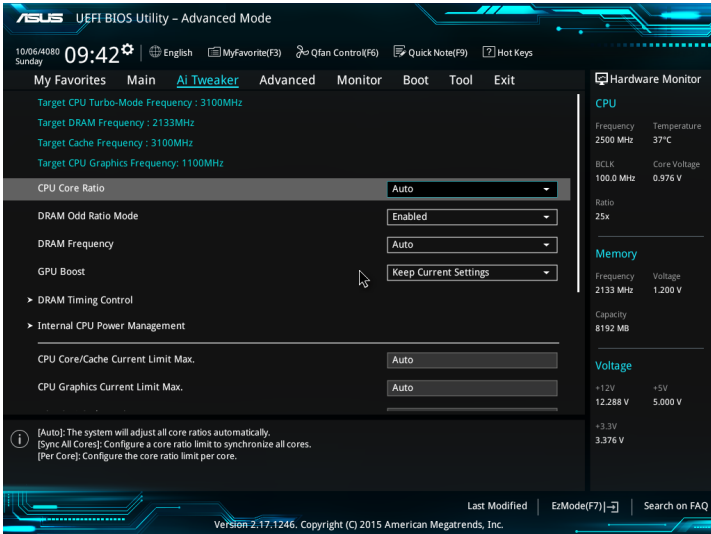 ASUS UEFI BIOS Utility – Advanced Mode
10/06/4080
Sunday
09:42
English
MyFavorite(F3)
Qfan Control(F6)
Quick Note(F9)
? Hot Keys
My Favorites Main Ai Tweaker Advanced Monitor Boot Tool Exit
Target CPU Turbo-Mode Frequency : 3100MHz
Target DRAM Frequency : 2133MHz
Target Cache Frequency : 3100MHz
Target CPU Graphics Frequency: 1100MHz
CPU Core Ratio Auto
DRAM Odd Ratio Mode Enabled
DRAM Frequency Auto
GPU Boost Keep Current Settings
DRAM Timing Control
Internal CPU Power Management
CPU Core/Cache Current Limit Max. Auto
CPU Graphics Current Limit Max. Auto
[Auto]: The system will adjust all core ratios automatically.
[Sync All Cores]: Configure a core ratio limit to synchronize all cores.
[Per Core]: Configure the core ratio limit per core.
Hardware Monitor
CPU
Frequency Temperature
2500 MHz 37°C
BCLK Core Voltage
100.0 MHz 0.976 V
Ratio
25x
Memory
Frequency Voltage
2133 MHz 1.200 V
Capacity
8192 MB
Voltage
+12V +5V
12.288 V 5.000 V
+3.3V
3.376 V
Last Modified EzMode(F7) Search on FAQ
Version 2.17.1246. Copyright (C) 2015 American Megatrends, Inc.